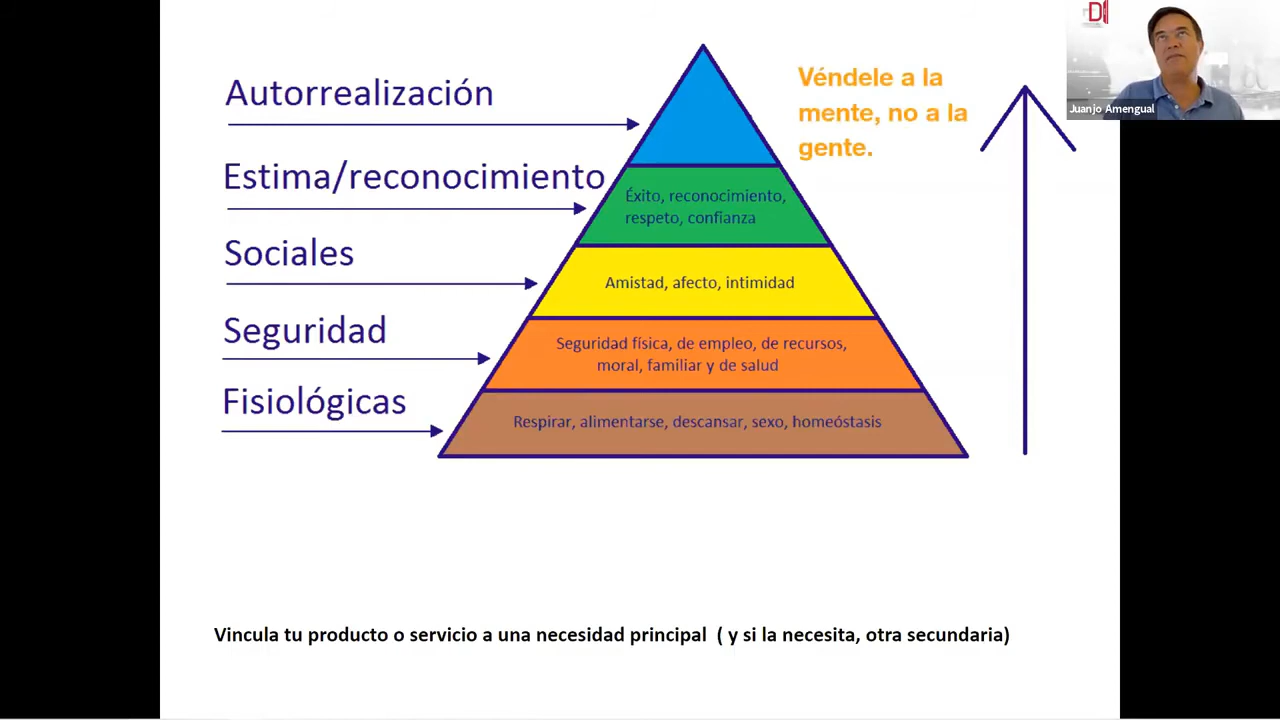 Autorrealización
Estima/reconocimiento
Sociales
Seguridad
Fisiológicas
Éxito, reconocimiento,
respeto, confianza
Amistad, afecto, intimidad
Seguridad física, de empleo, de recursos,
moral, familiar y de salud
Respirar, alimentarse, descansar, sexo, homeóstasis
Véndele a la
mente, no a la
gente.
D
Juanjo Amengual
Vincula tu producto o servicio a una necesidad principal ( y si la necesita, otra secundaria)